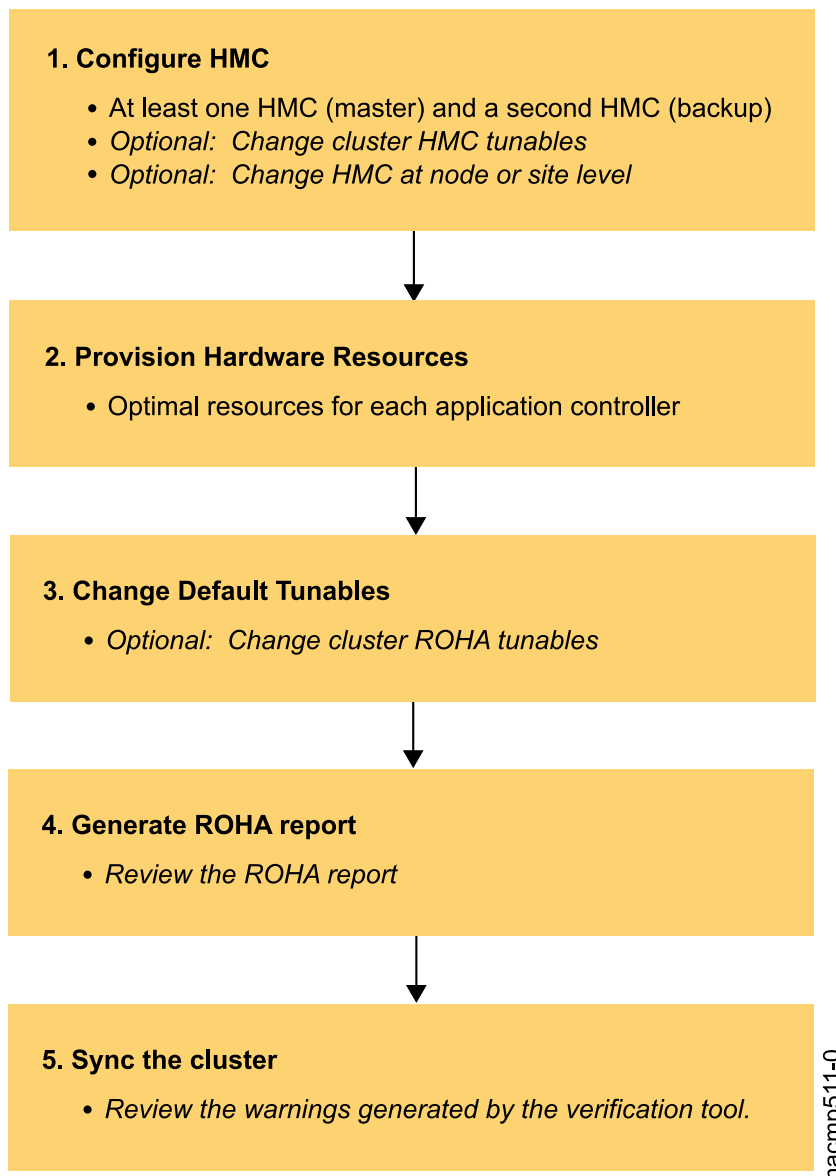 1. Configure HMC
• At least one HMC (master) and a second HMC (backup)
• Optional: Change cluster HMC tunables
• Optional: Change HMC at node or site level
2. Provision Hardware Resources
• Optimal resources for each application controller
3. Change Default Tunables
• Optional: Change cluster ROHA tunables
4. Generate ROHA report
• Review the ROHA report
5. Sync the cluster
• Review the warnings generated by the verification tool.